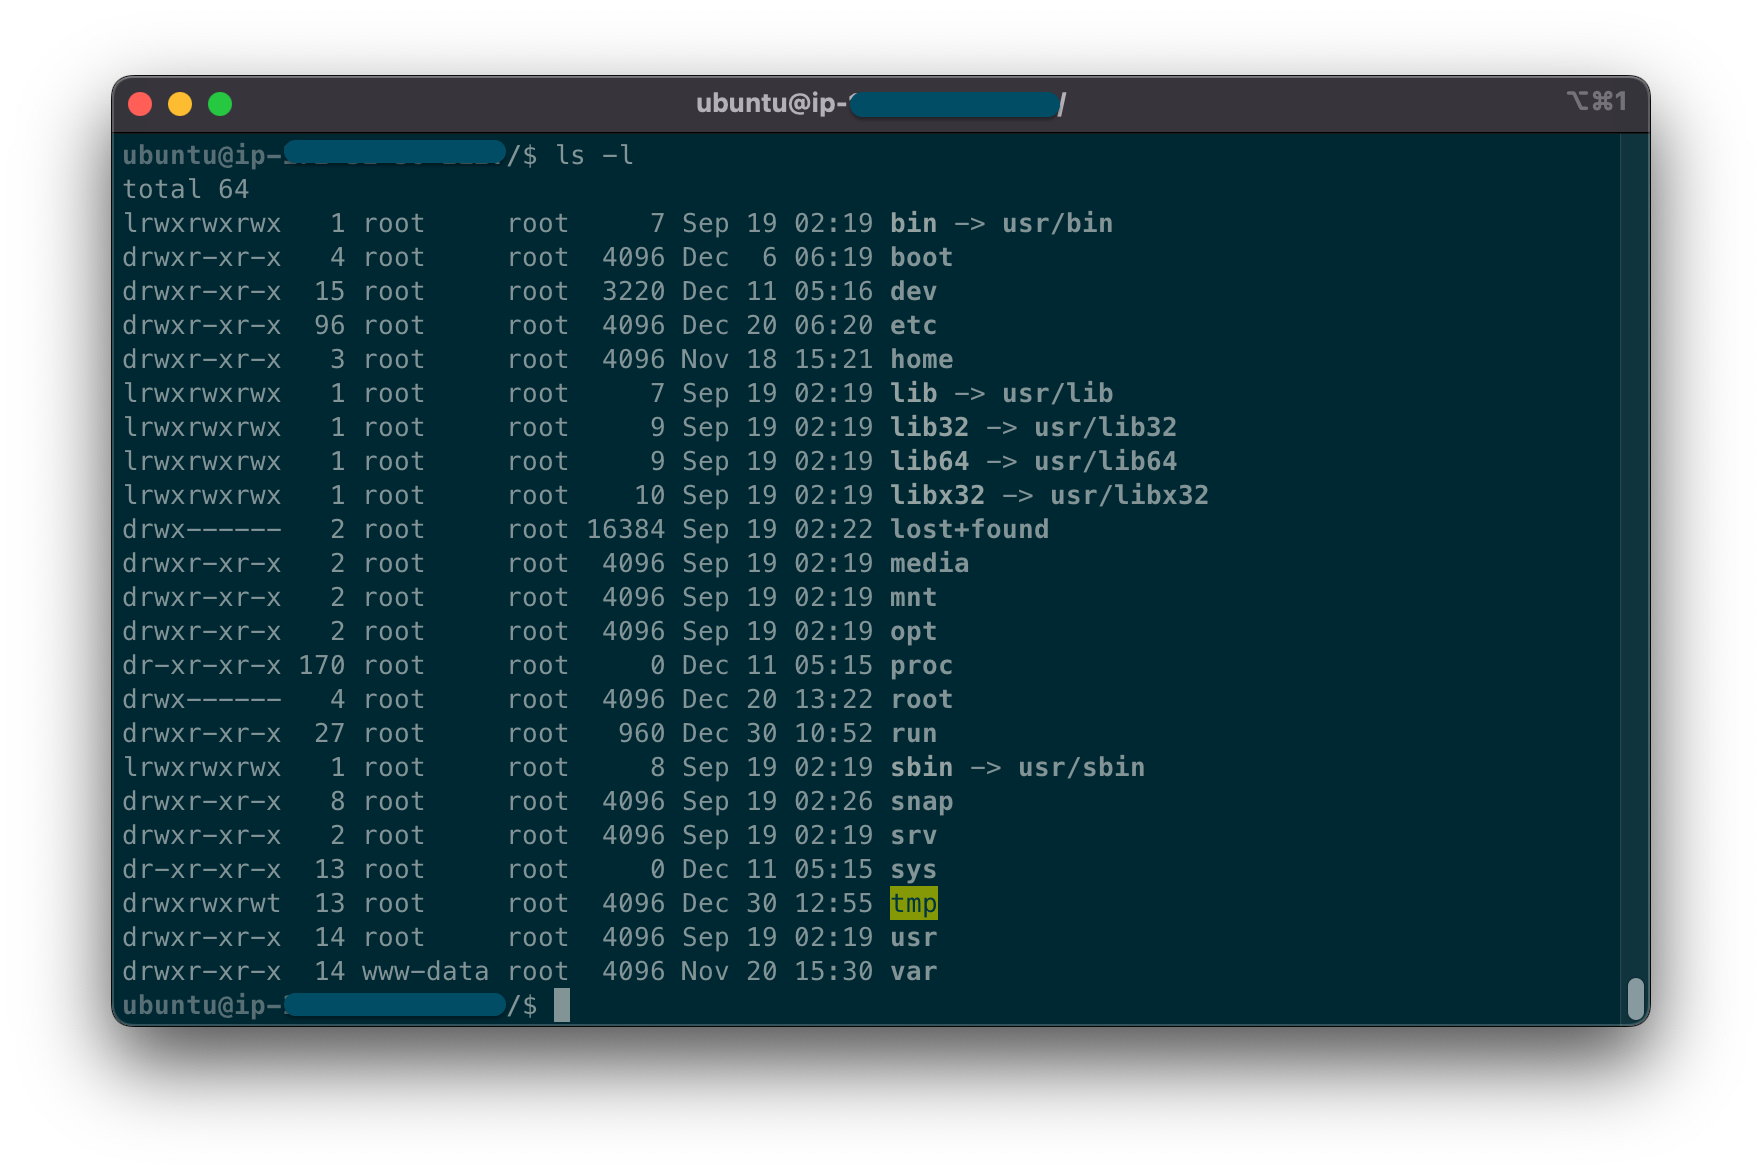 ubuntu@ip- /
⌥⌘1
ubuntu@ip- /$ ls -l
total 64
lrwxrwxrwx   1 root     root     7 Sep 19 02:19 bin -> usr/bin
drwxr-xr-x   4 root     root  4096 Dec  6 06:19 boot
drwxr-xr-x  15 root     root  3220 Dec 11 05:16 dev
drwxr-xr-x  96 root     root  4096 Dec 20 06:20 etc
drwxr-xr-x   3 root     root  4096 Nov 18 15:21 home
lrwxrwxrwx   1 root     root     7 Sep 19 02:19 lib -> usr/lib
lrwxrwxrwx   1 root     root     9 Sep 19 02:19 lib32 -> usr/lib32
lrwxrwxrwx   1 root     root     9 Sep 19 02:19 lib64 -> usr/lib64
lrwxrwxrwx   1 root     root    10 Sep 19 02:19 libx32 -> usr/libx32
drwx------   2 root     root 16384 Sep 19 02:22 lost+found
drwxr-xr-x   2 root     root  4096 Sep 19 02:19 media
drwxr-xr-x   2 root     root  4096 Sep 19 02:19 mnt
drwxr-xr-x   2 root     root  4096 Sep 19 02:19 opt
dr-xr-xr-x 170 root     root     0 Dec 11 05:15 proc
drwx------   4 root     root  4096 Dec 20 13:22 root
drwxr-xr-x  27 root     root   960 Dec 30 10:52 run
lrwxrwxrwx   1 root     root     8 Sep 19 02:19 sbin -> usr/sbin
drwxr-xr-x   8 root     root  4096 Sep 19 02:26 snap
drwxr-xr-x   2 root     root  4096 Sep 19 02:19 srv
dr-xr-xr-x  13 root     root     0 Dec 11 05:15 sys
drwxrwxrwt  13 root     root  4096 Dec 30 12:55 tmp
drwxr-xr-x  14 root     root  4096 Sep 19 02:19 usr
drwxr-xr-x  14 www-data root  4096 Nov 20 15:30 var
ubuntu@ip- /$